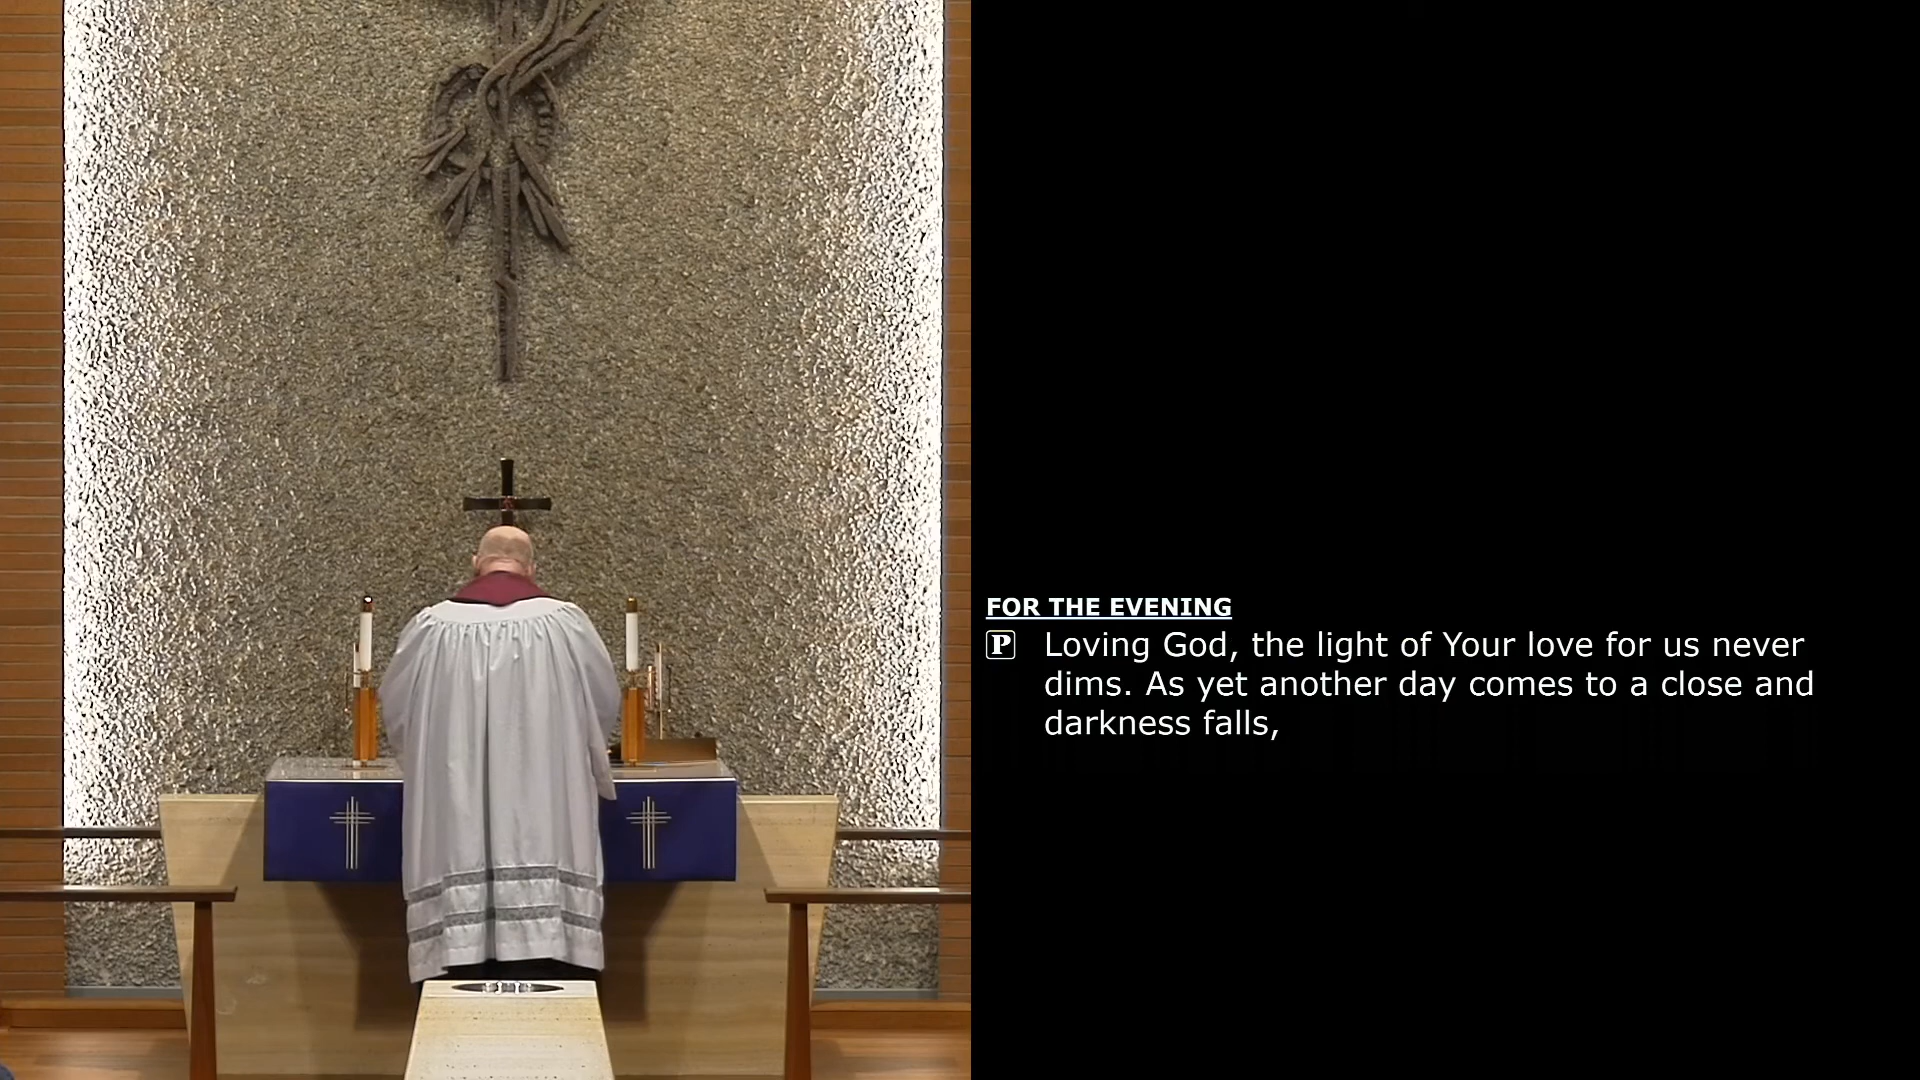 FOR THE EVENING
P Loving God, the light of Your love for us never
dims. As yet another day comes to a close and
darkness falls,